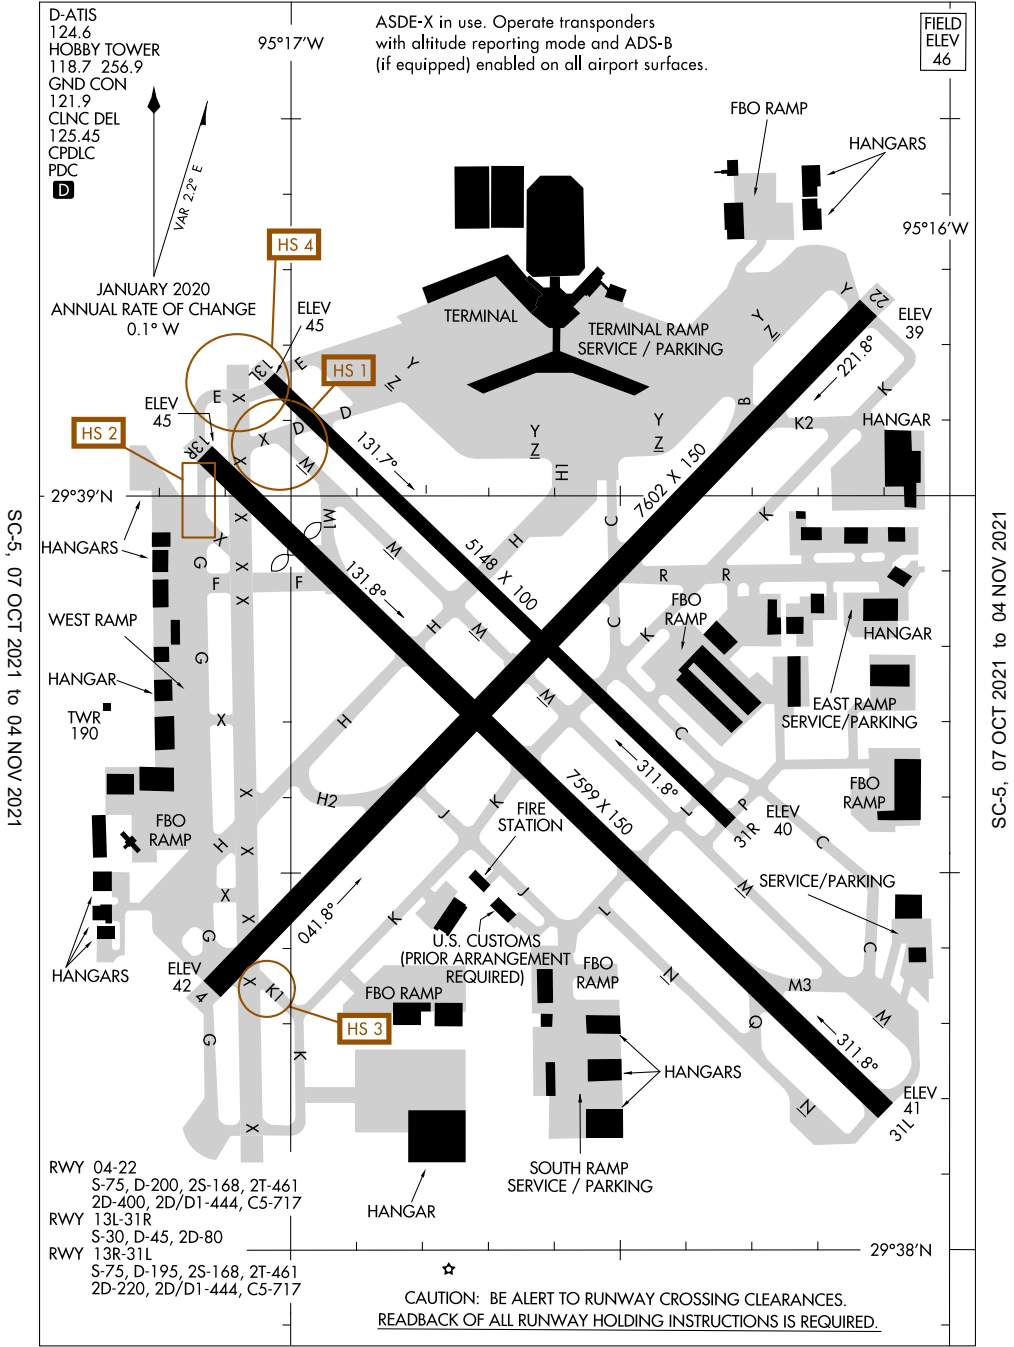 D-ATIS
124.6
HOBBY TOWER
118.7 256.9
GND CON
121.9
CLNC DEL
125.45
CPDLC
PDC
D
95°17'W
ASDE-X in use. Operate transponders
with altitude reporting mode and ADS-B
(if equipped) enabled on all airport surfaces.
FIELD
ELEV
46
VAR 2.2° E
JANUARY 2020
ANNUAL RATE OF CHANGE
0.1° W
FBO RAMP
HANGARS
95°16'W
HS 4
ELEV
45
TERMINAL
TERMINAL RAMP
SERVICE / PARKING
Y
Z
Y
22
ELEV
39
221.8°
13L
E
HS 1
Y
Z
E
X
ELEV
45
D
D
X
W
HS 2
13R
X
131.7°
Y
Z
Y
Z
B
K2
K
HANGAR
H1
7602 X 150
29°39'N
M1
X
X
C
K
HANGARS
G
F
F
X
X
W
H
5148 X 100
131.8°
R
R
FBO
RAMP
HANGAR
WEST RAMP
G
H
W
C
K
HANGAR
TWR
190
X
H
W
C
EAST RAMP
SERVICE/PARKING
311.8°
7599 X 150
X
H2
J
K
FIRE
STATION
L
P
31R
ELEV
40
C
FBO
RAMP
FBO
RAMP
H
X
X
W
SERVICE/PARKING
HANGARS
G
X
041.8°
K
J
L
U.S. CUSTOMS
(PRIOR ARRANGEMENT
REQUIRED)
C
ELEV
42
4
X
K1
FBO RAMP
FBO
RAMP
N
M3
W
HS 3
G
K
Q
311.8°
HANGARS
N
ELEV
41
31L
X
SOUTH RAMP
SERVICE / PARKING
HANGAR
RWY 04-22
S-75, D-200, 2S-168, 2T-461
2D-400, 2D/D1-444, C5-717
RWY 13L-31R
S-30, D-45, 2D-80
RWY 13R-31L
S-75, D-195, 2S-168, 2T-461
2D-220, 2D/D1-444, C5-717
29°38'N
CAUTION: BE ALERT TO RUNWAY CROSSING CLEARANCES.
READBACK OF ALL RUNWAY HOLDING INSTRUCTIONS IS REQUIRED.
SC-5, 07 OCT 2021 to 04 NOV 2021
SC-5, 07 OCT 2021 to 04 NOV 2021